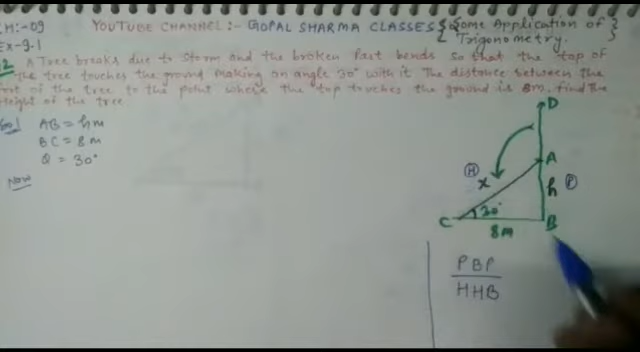 CH:-09 YOUTUBE CHANNEL:- GOPAL SHARMA CLASSES { Some Application of Trigonometry. }
Ex-9.1
A Tree breaks due to storm and the broken Part bends so that the top of
the tree touches the ground making an angle 30° with it. The distance between the
foot of the tree to the point where the top touches the ground is 8m. find the
Height of the tree.
Sol
AB = hm
BC = 8m
Q = 30°
Now
D
A
H
x
h
P
C
30°
B
8m
PBP
HHB